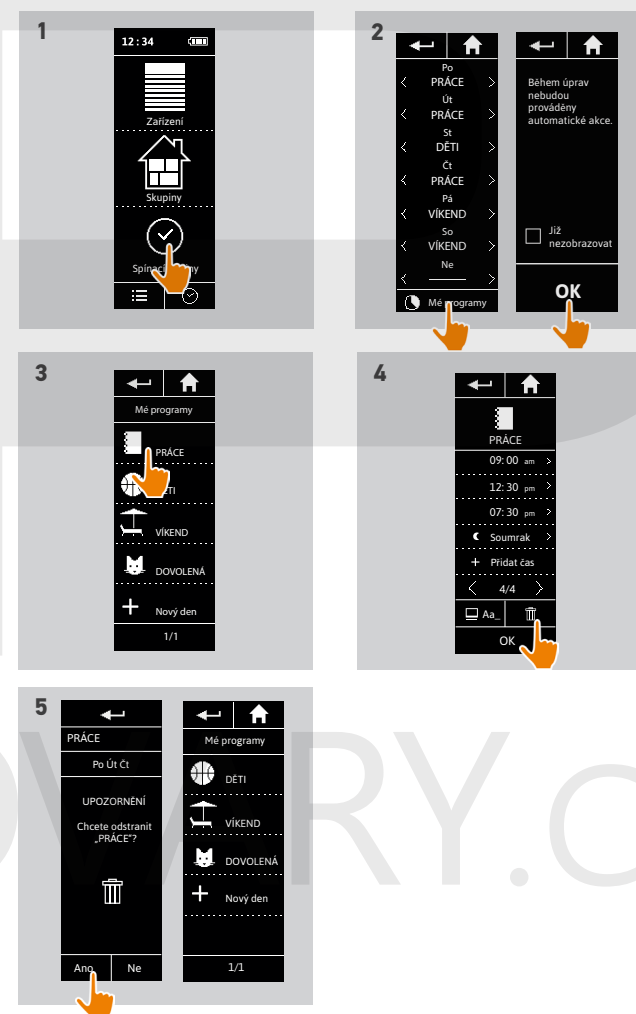 1
12:34
Zařízení
Skupiny
2
Po
PRÁCE
Út
PRÁCE
St
DĚTI
Čt
PRÁCE
Pá
VÍKEND
So
VÍKEND
Ne
Mé programy
Během úprav
nebudou
prováděny
automatické akce.
Již
nezobrazovat
OK
3
Mé programy
PRÁCE
VÍKEND
DOVOLENÁ
+ Nový den
1/1
4
PRÁCE
09:00 am >
12:30 pm >
07:30 pm >
Soumrak >
+ Přidat čas
< 4/4 >
Aa_
OK
5
PRÁCE
Po Út Čt
UPOZORNĚNÍ
Chcete odstranit
„PRÁCE“?
Ano Ne
Mé programy
DĚTI
VÍKEND
DOVOLENÁ
+ Nový den
1/1